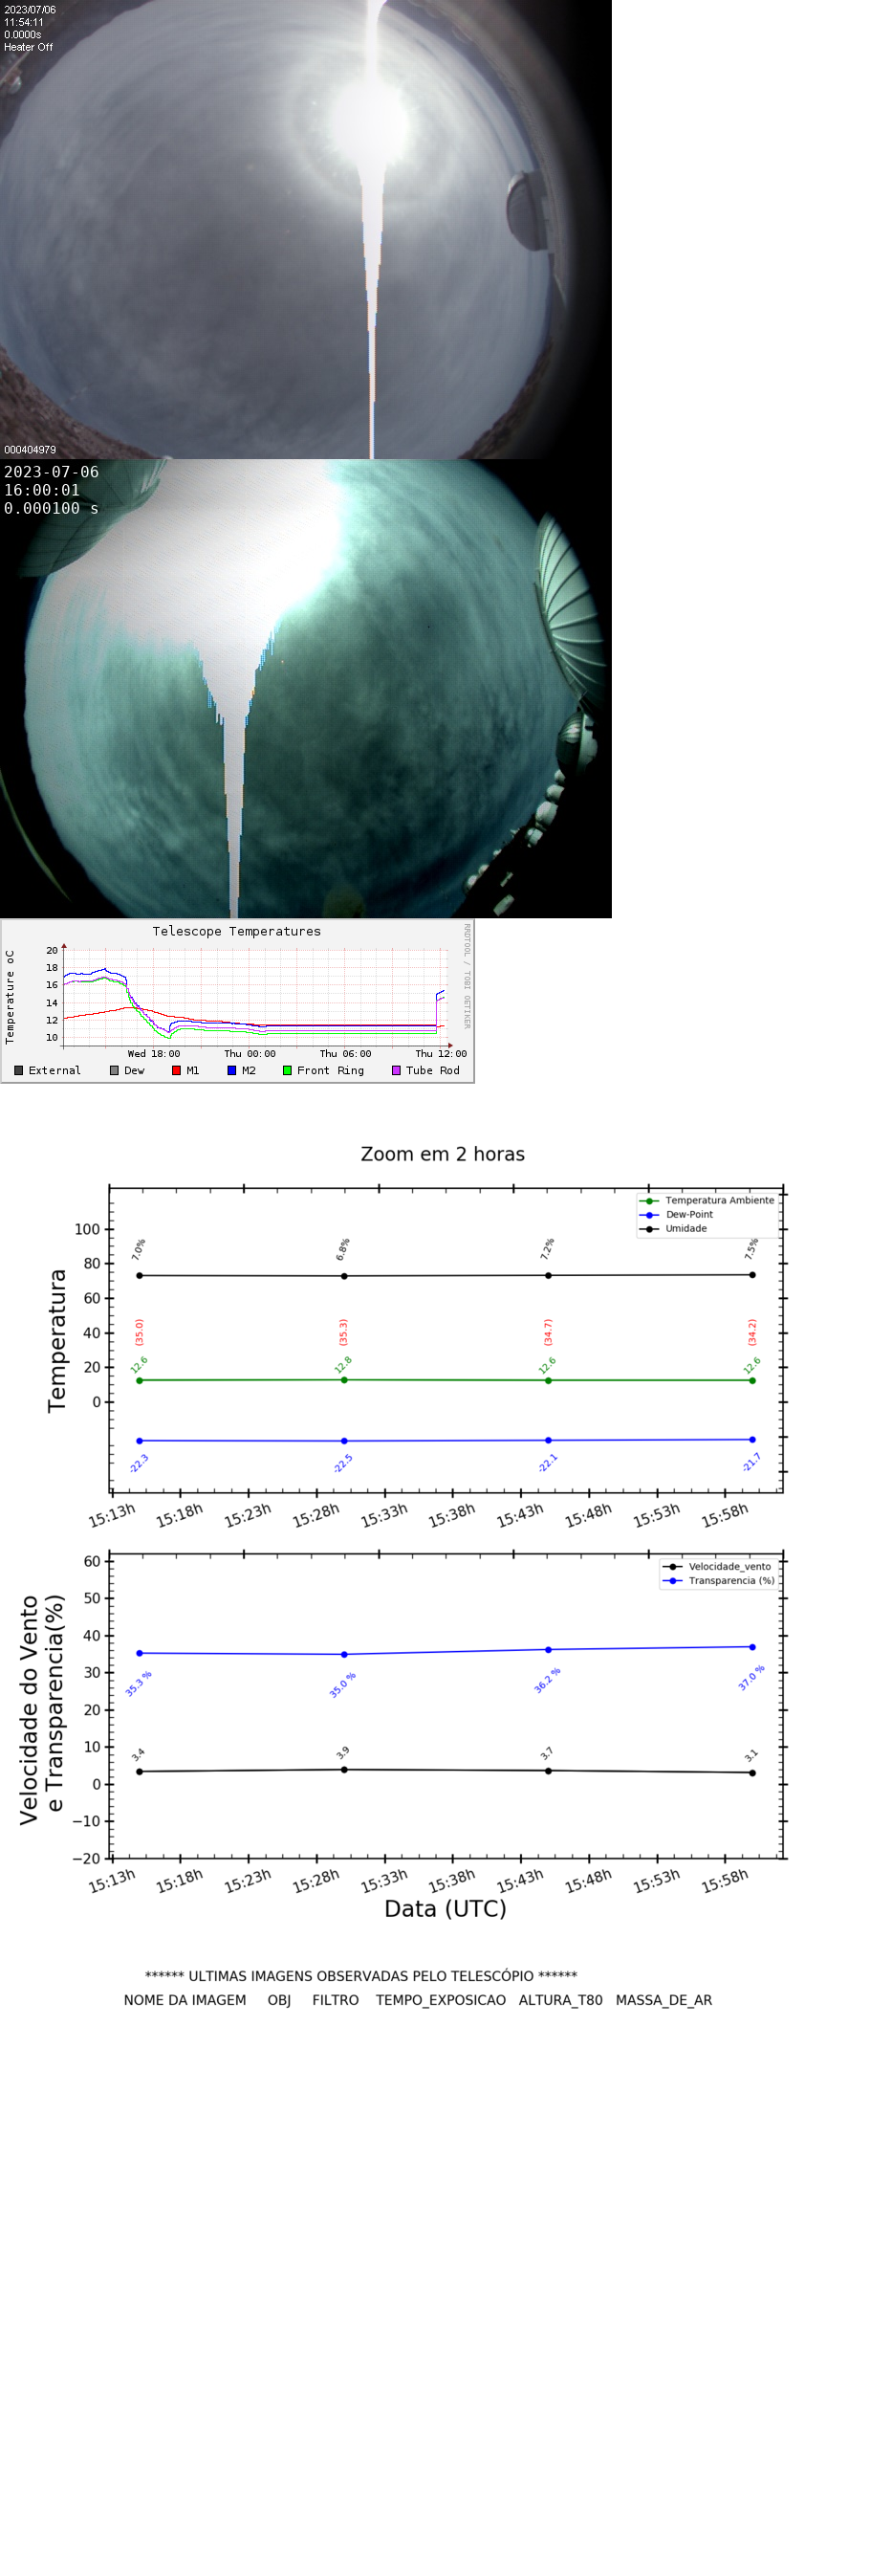 2023/07/06
11:54:11
0.0000s
Heater Off
000404979
2023-07-06
16:00:01
0.000100 s
Telescope Temperatures
RRDTOOL / TOBI OETIKER
Temperature oC
20
18
16
14
12
10
Wed 18:00 Thu 00:00 Thu 06:00 Thu 12:00
External Dew M1 M2 Front Ring Tube Rod
Zoom em 2 horas
Temperatura Ambiente
Dew-Point
Umidade
Temperatura
100
80
60
40
20
0
7.0% 6.8% 7.2% 7.5%
(35.0) (35.3) (34.7) (34.2)
12.6 12.8 12.6 12.6
-22.3 -22.5 -22.1 -21.7
15:13h 15:18h 15:23h 15:28h 15:33h 15:38h 15:43h 15:48h 15:53h 15:58h
Velocidade_vento
Transparencia (%)
Velocidade do Vento
e Transparencia(%)
60
50
40
30
20
10
0
−10
−20
35.3 % 35.0 % 36.2 % 37.0 %
3.4 3.9 3.7 3.1
15:13h 15:18h 15:23h 15:28h 15:33h 15:38h 15:43h 15:48h 15:53h 15:58h
Data (UTC)
****** ULTIMAS IMAGENS OBSERVADAS PELO TELESCÓPIO ******
NOME DA IMAGEM OBJ FILTRO TEMPO_EXPOSICAO ALTURA_T80 MASSA_DE_AR